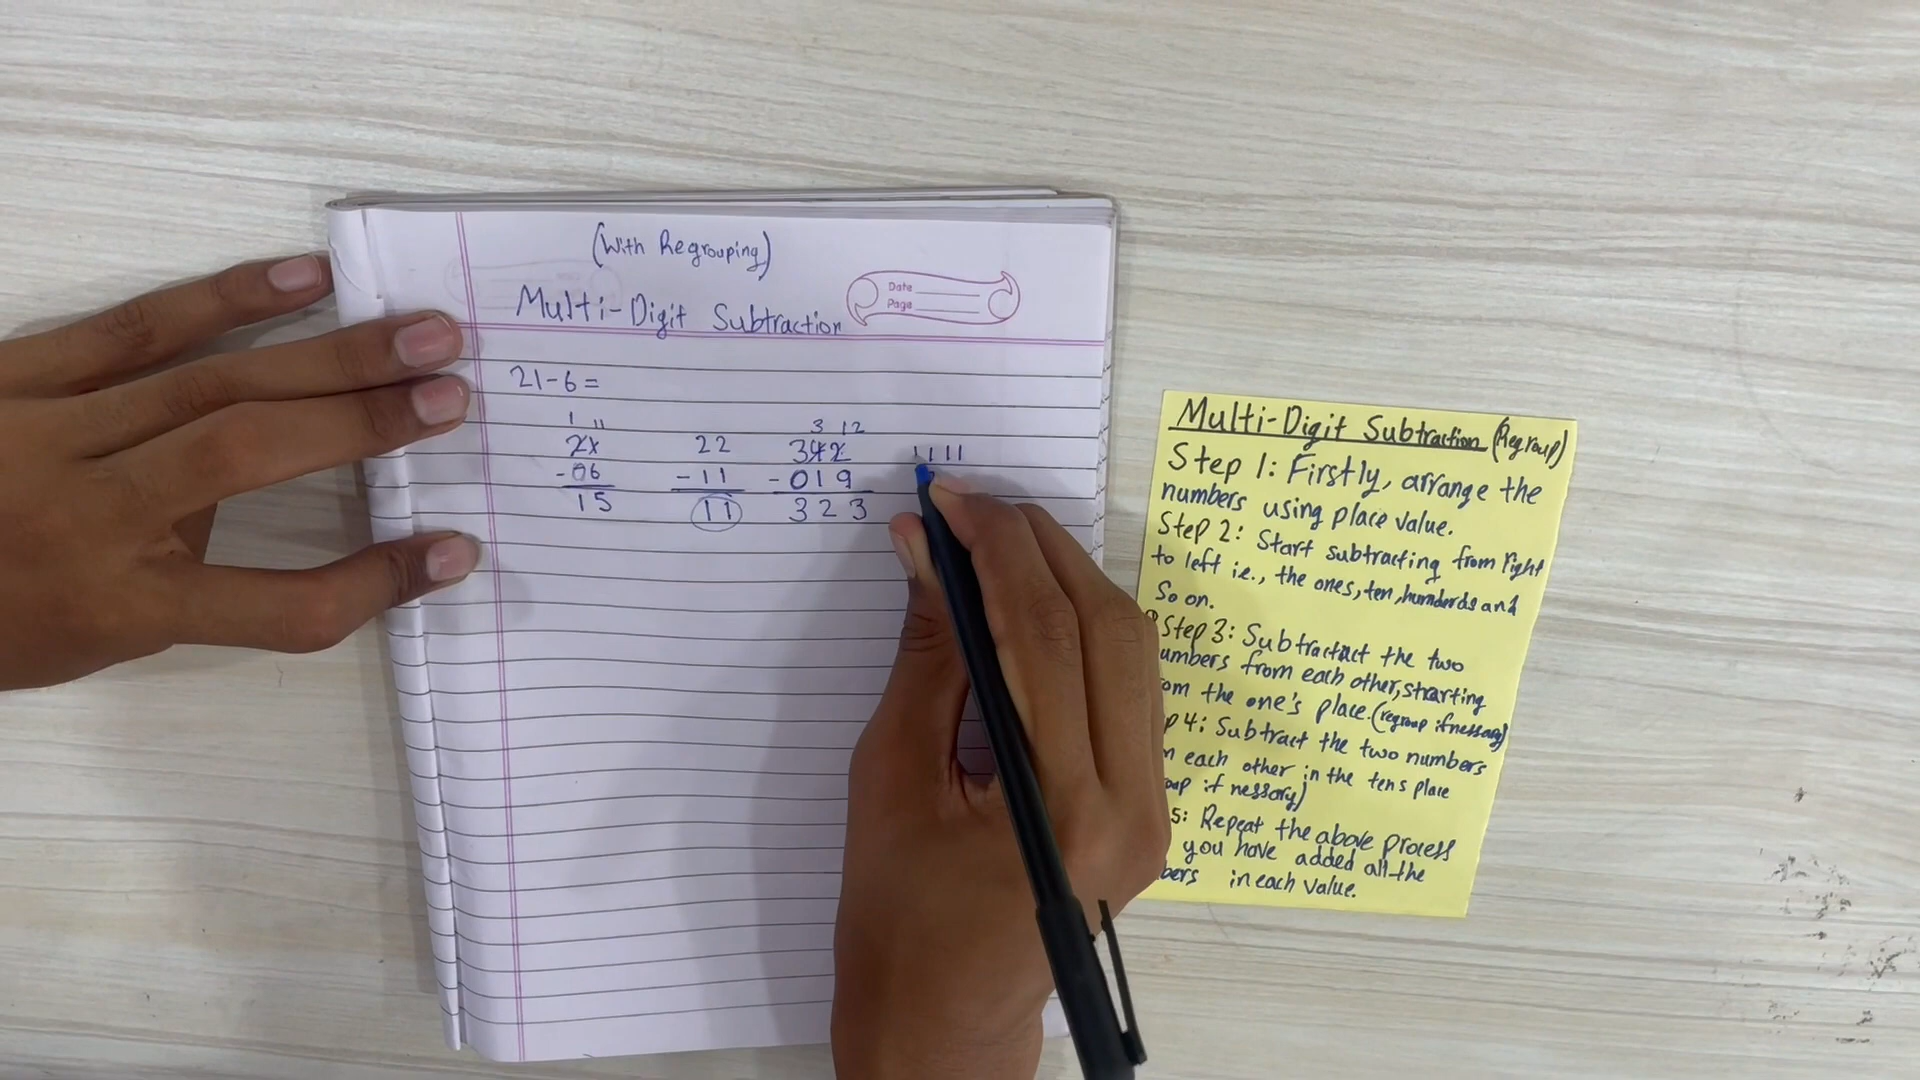 (With Regrouping)
Multi-Digit Subtraction
Date
Page
21-6=
1 11
21
-06
15
22
-11
11
3 12
342
-019
323
1111
Multi-Digit Subtraction (Regroup)
Step 1: Firstly, arrange the
numbers using place value.
Step 2: Start subtracting from right
to left i.e., the ones, ten, hunderds and
So on.
Step 3: Subtractuct the two
umbers from each other, strarting
om the one's place. (regroup if nessary)
p 4: Subtract the two numbers
m each other in the tens place
oup if nessory)
5: Repeat the above process
you have added all the
bers in each value.